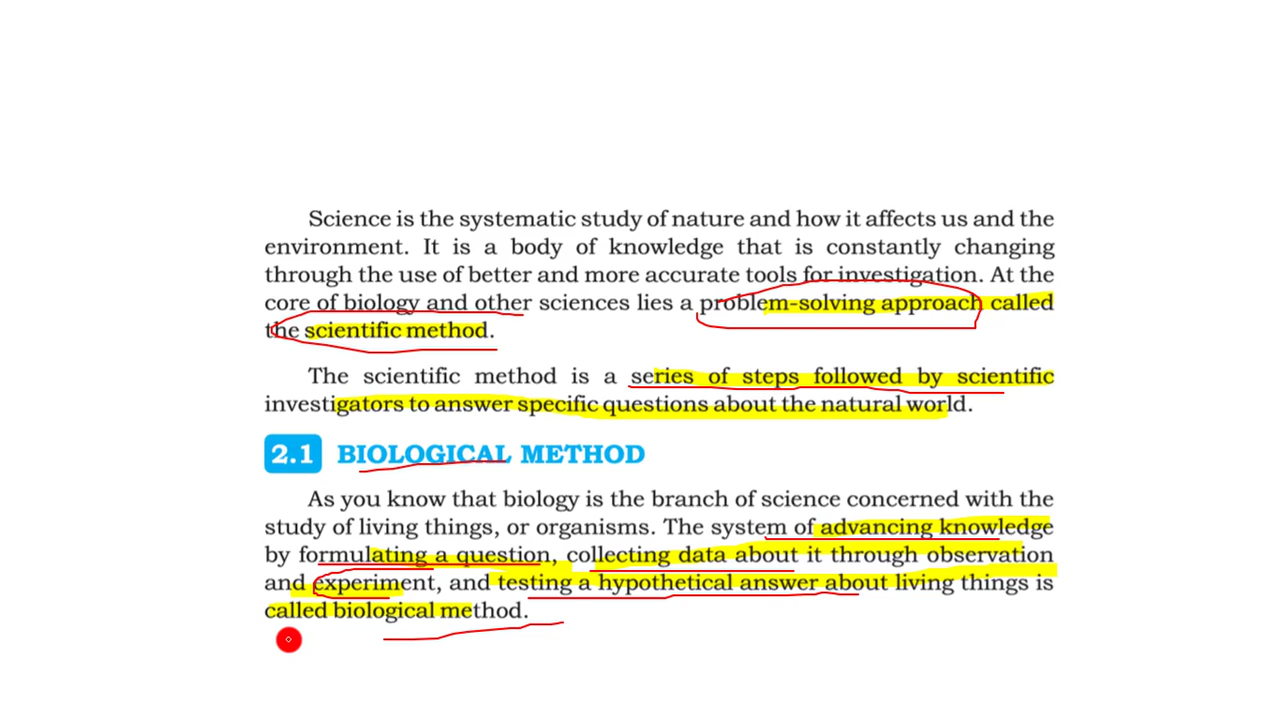 Science is the systematic study of nature and how it affects us and the
environment. It is a body of knowledge that is constantly changing
through the use of better and more accurate tools for investigation. At the
core of biology and other sciences lies a problem-solving approach called
the scientific method.
The scientific method is a series of steps followed by scientific
investigators to answer specific questions about the natural world.
2.1 BIOLOGICAL METHOD
As you know that biology is the branch of science concerned with the
study of living things, or organisms. The system of advancing knowledge
by formulating a question, collecting data about it through observation
and experiment, and testing a hypothetical answer about living things is
called biological method.